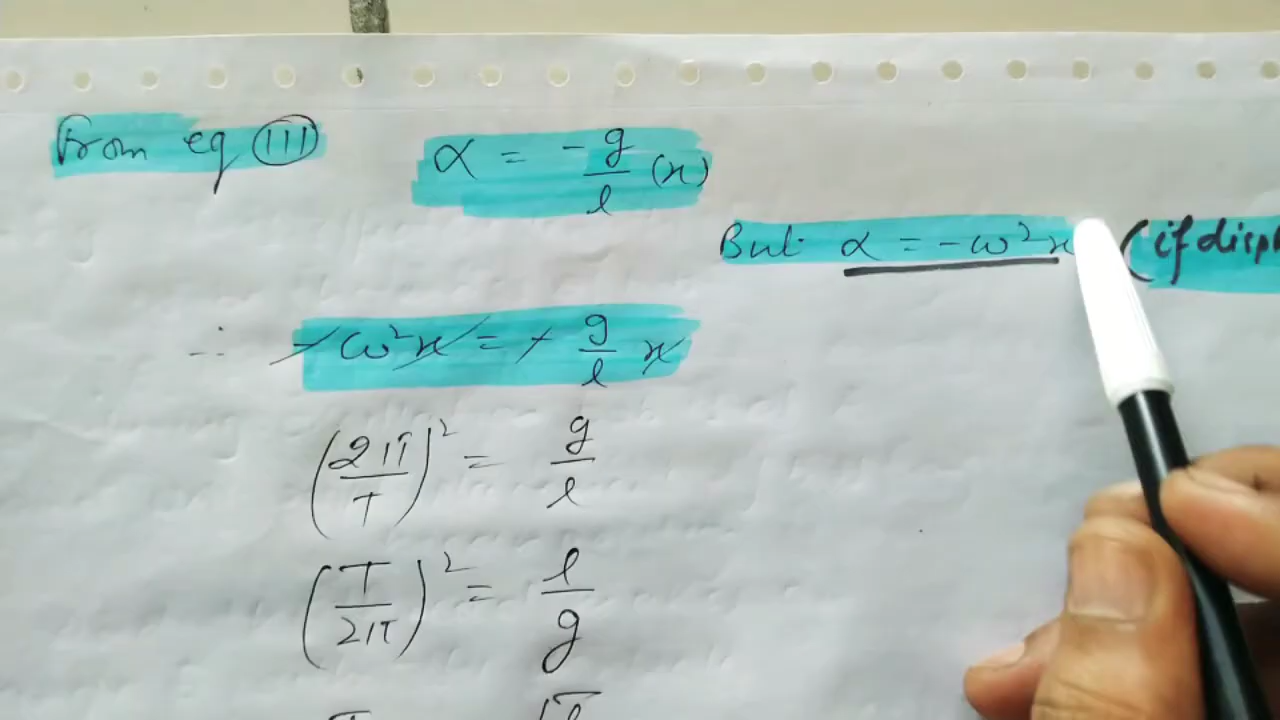 From eq (III) α = -g/l (x)
But α = -ω²x (if disp
∴ -ω²x = - g/l x
(2π/T)² = g/l
(T/2π)² = l/g